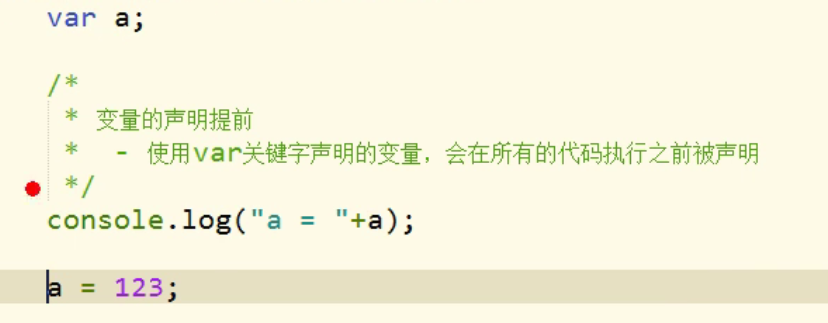 var a;
/*
* 变量的声明提前
* - 使用var关键字声明的变量，会在所有的代码执行之前被声明
*/
console.log("a = "+a);
a = 123;